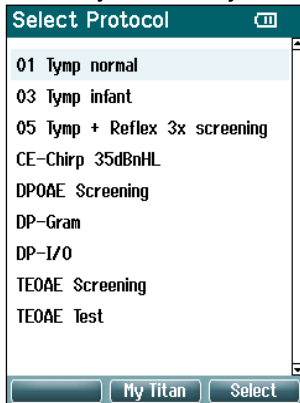 Select Protocol
01 Tymp normal
03 Tymp infant
05 Tymp + Reflex 3x screening
CE-Chirp 35dBnHL
DPOAE Screening
DP-Gram
DP-I/O
TEOAE Screening
TEOAE Test
My Titan Select